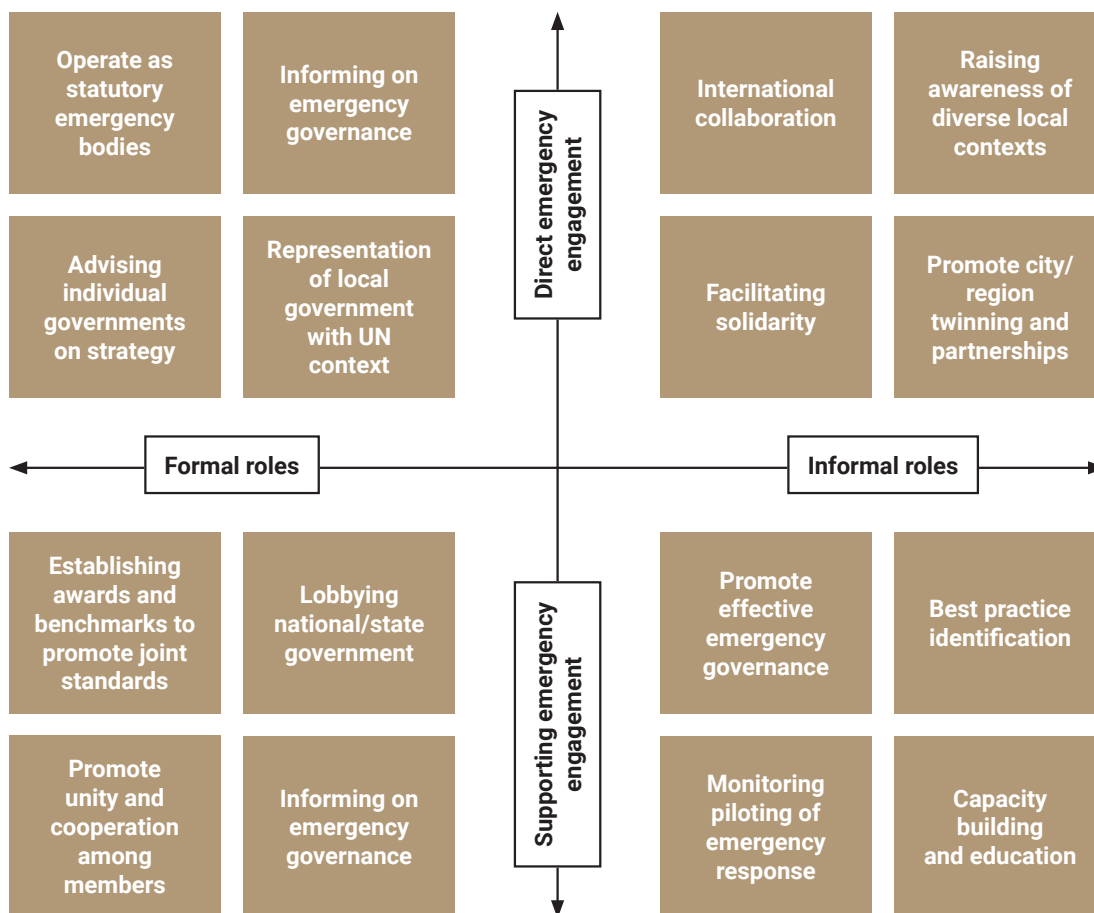 Operate as
statutory
emergency
bodies
Informing on
emergency
governance
International
collaboration
Raising
awareness of
diverse local
contexts
Direct emergency
engagement
Advising
individual
governments
on strategy
Representation
of local
government
with UN
context
Facilitating
solidarity
Promote city/
region
twinning and
partnerships
Formal roles
Informal roles
Establishing
awards and
benchmarks to
promote joint
standards
Lobbying
national/state
government
Promote
effective
emergency
governance
Best practice
identification
Supporting emergency
engagement
Promote
unity and
cooperation
among
members
Informing on
emergency
governance
Monitoring
piloting of
emergency
response
Capacity
building
and education